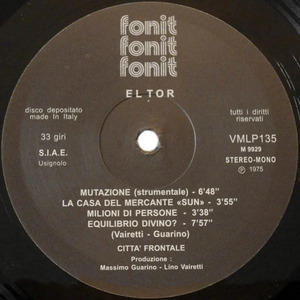 fonit
fonit
fonit
EL TOR
disco depositato
made in Italy
tutti i diritti
riservati
33 giri
S.I.A.E.
Usignolo
VMLP135
M 9929
STEREO-MONO
Ⓟ 1975
MUTAZIONE (strumentale) - 6'48"
LA CASA DEL MERCANTE «SUN» - 3'55"
MILIONI DI PERSONE - 3'38"
EQUILIBRIO DIVINO? - 7'57"
(Vairetti - Guarino)
CITTA' FRONTALE
Produzione :
Massimo Guarino - Lino Vairetti